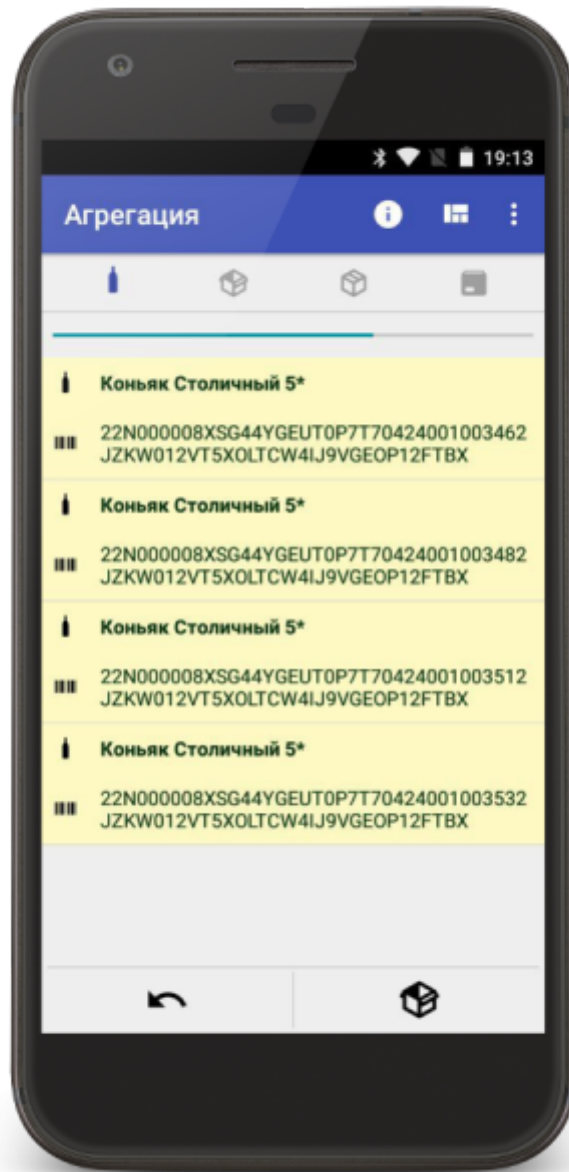 19:13
Агрегация
Коньяк Столичный 5*
22N000008XSG44YGEUT0P7T70424001003462
JZKW012VT5XOLTCW4IJ9VGEOP12FTBX
Коньяк Столичный 5*
22N000008XSG44YGEUT0P7T70424001003482
JZKW012VT5XOLTCW4IJ9VGEOP12FTBX
Коньяк Столичный 5*
22N000008XSG44YGEUT0P7T70424001003512
JZKW012VT5XOLTCW4IJ9VGEOP12FTBX
Коньяк Столичный 5*
22N000008XSG44YGEUT0P7T70424001003532
JZKW012VT5XOLTCW4IJ9VGEOP12FTBX